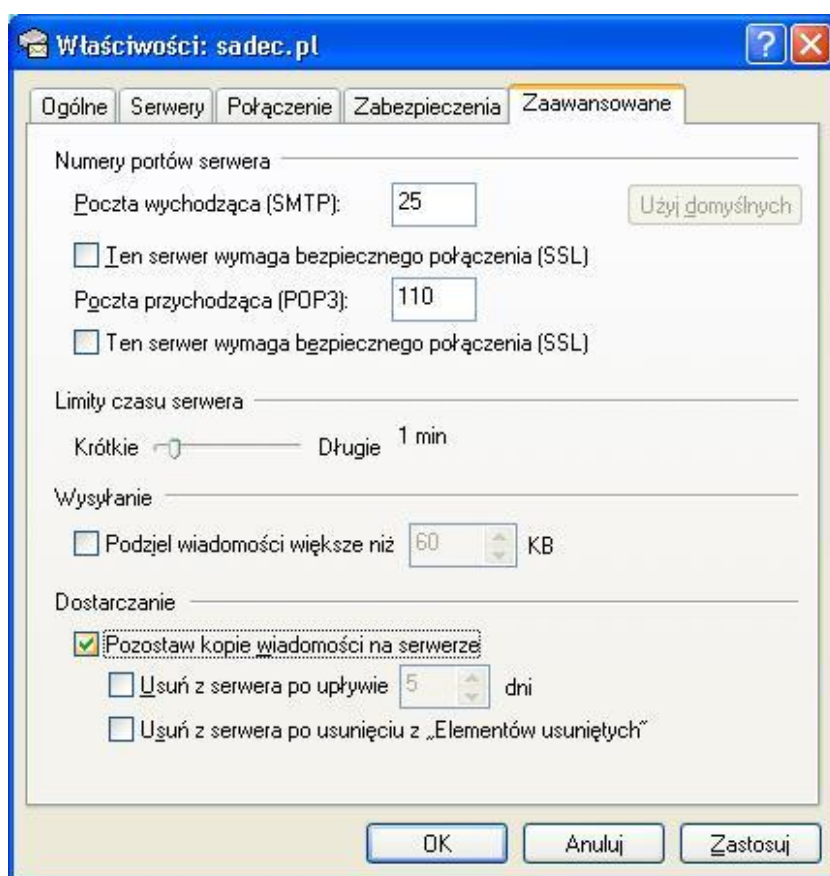 Właściwości: sadec.pl
Ogólne Serwery Połączenie Zabezpieczenia Zaawansowane
Numery portów serwera
Poczta wychodząca (SMTP): 25 Użyj domyślnych
Ten serwer wymaga bezpiecznego połączenia (SSL)
Poczta przychodząca (POP3): 110
Ten serwer wymaga bezpiecznego połączenia (SSL)
Limity czasu serwera
Krótkie Długie 1 min
Wysyłanie
Podziel wiadomości większe niż 60 KB
Dostarczanie
Pozostaw kopie wiadomości na serwerze
Usuń z serwera po upływie 5 dni
Usuń z serwera po usunięciu z „Elementów usuniętych”
OK Anuluj Zastosuj